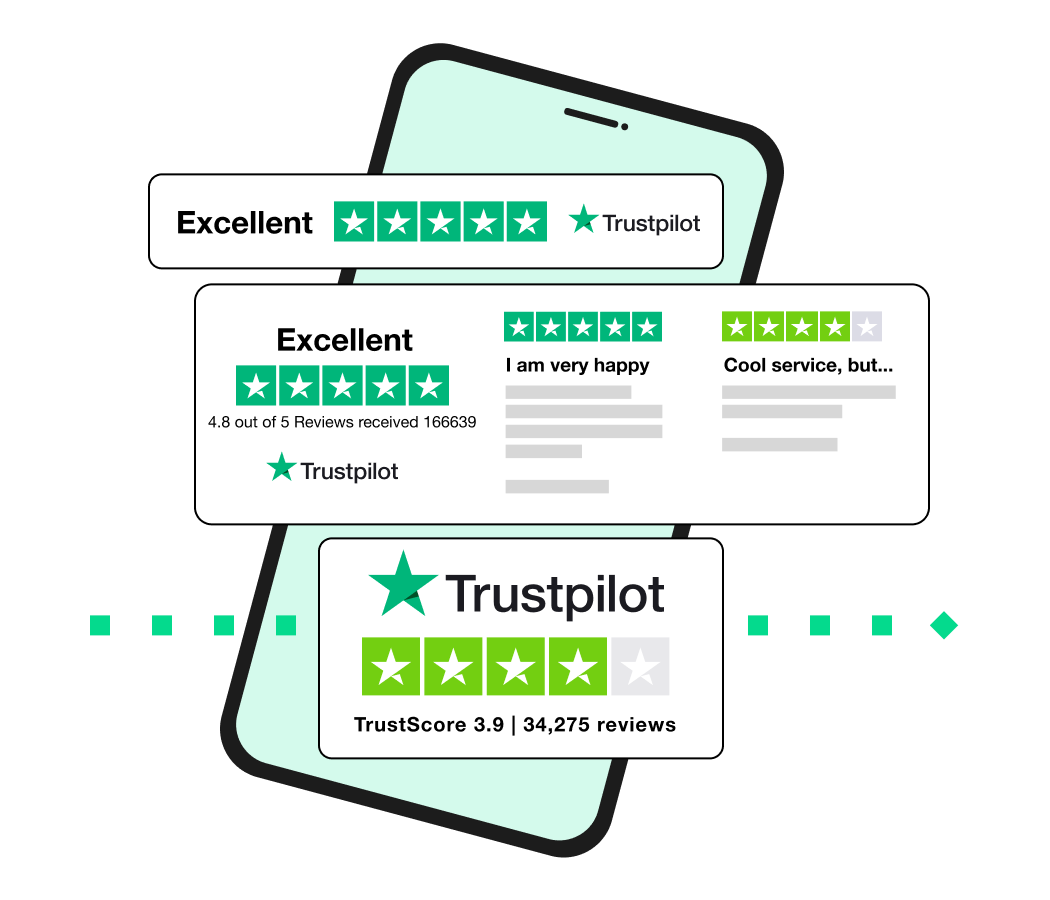 Excellent Trustpilot
Excellent
4.8 out of 5 Reviews received 166639
Trustpilot
I am very happy
Cool service, but...
Trustpilot
TrustScore 3.9 | 34,275 reviews